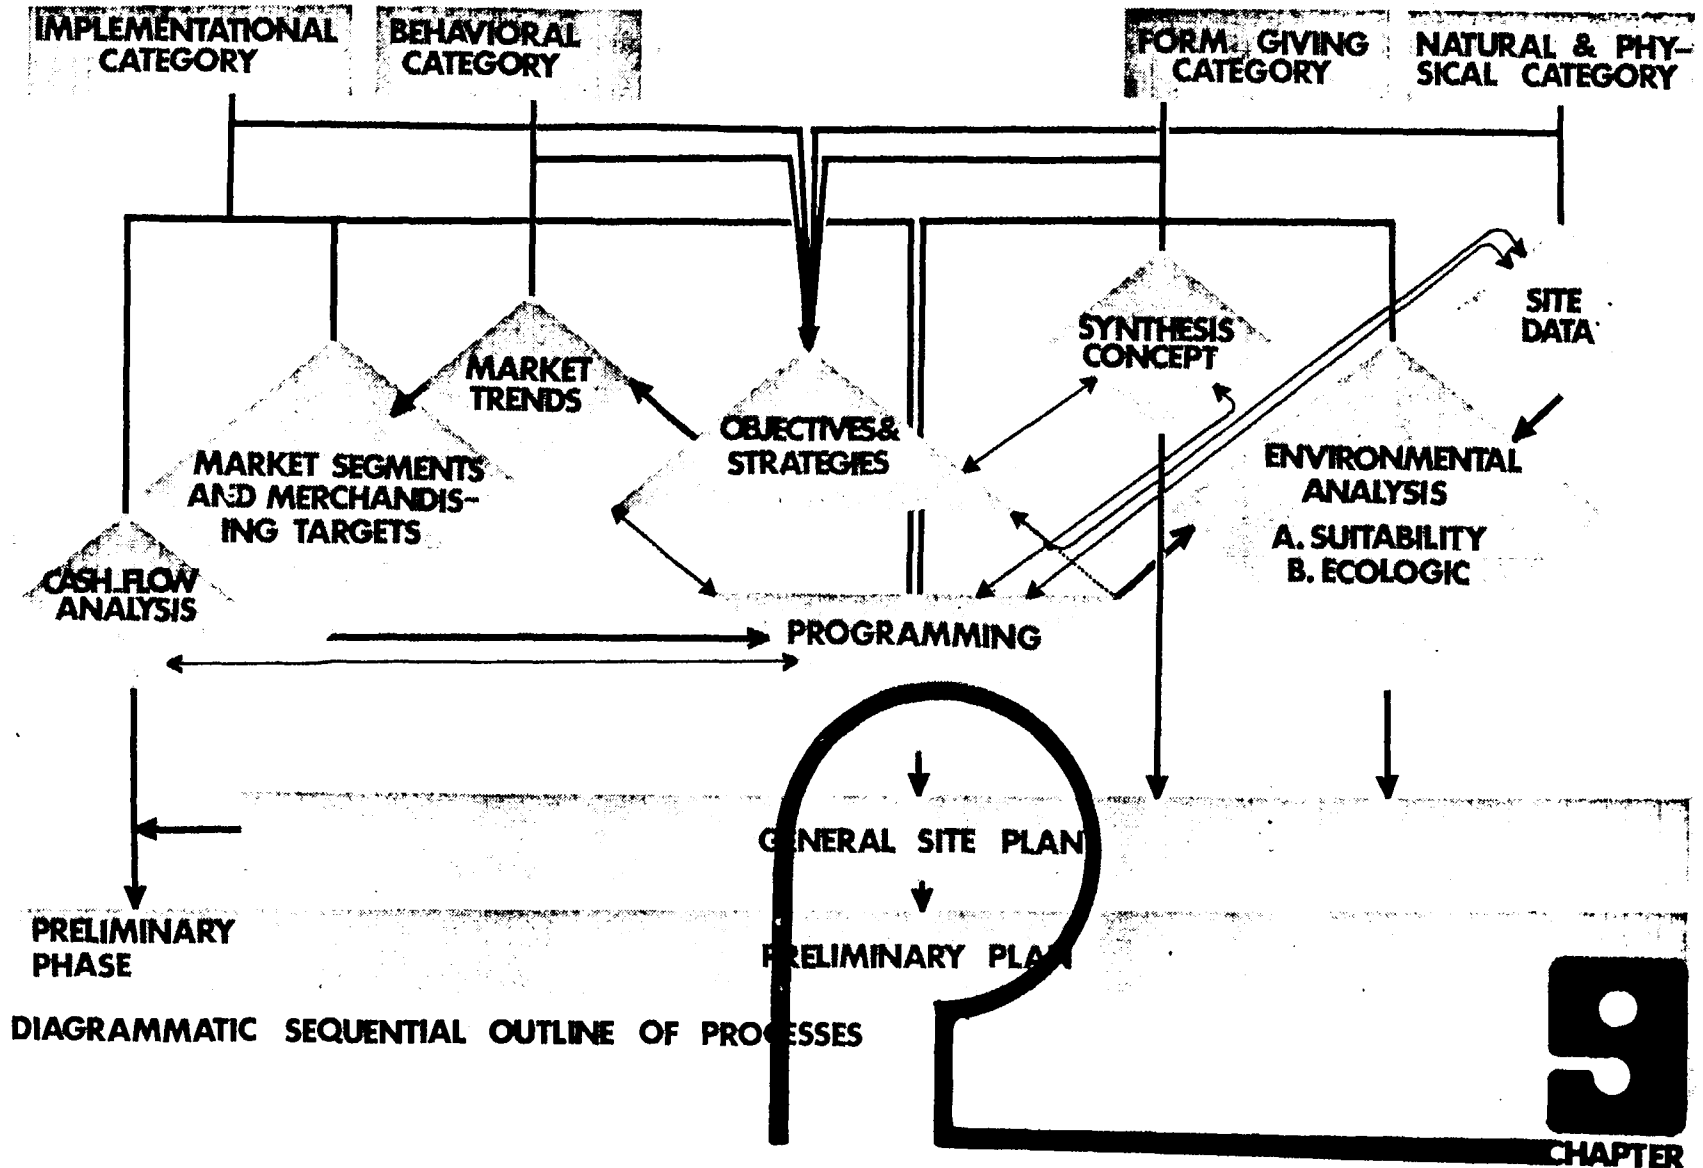 IMPLEMENTATIONAL
CATEGORY
BEHAVIORAL
CATEGORY
FORM GIVING
CATEGORY
NATURAL & PHY-
SICAL CATEGORY
SITE
DATA
SYNTHESIS
CONCEPT
MARKET
TRENDS
OBJECTIVES&
STRATEGIES
MARKET SEGMENTS
AND MERCHANDIS-
ING TARGETS
ENVIRONMENTAL
ANALYSIS
A. SUITABILITY
B. ECOLOGIC
CASH FLOW
ANALYSIS
PROGRAMMING
GENERAL SITE PLAN
PRELIMINARY
PHASE
PRELIMINARY PLAN
DIAGRAMMATIC SEQUENTIAL OUTLINE OF PROCESSES
9
CHAPTER